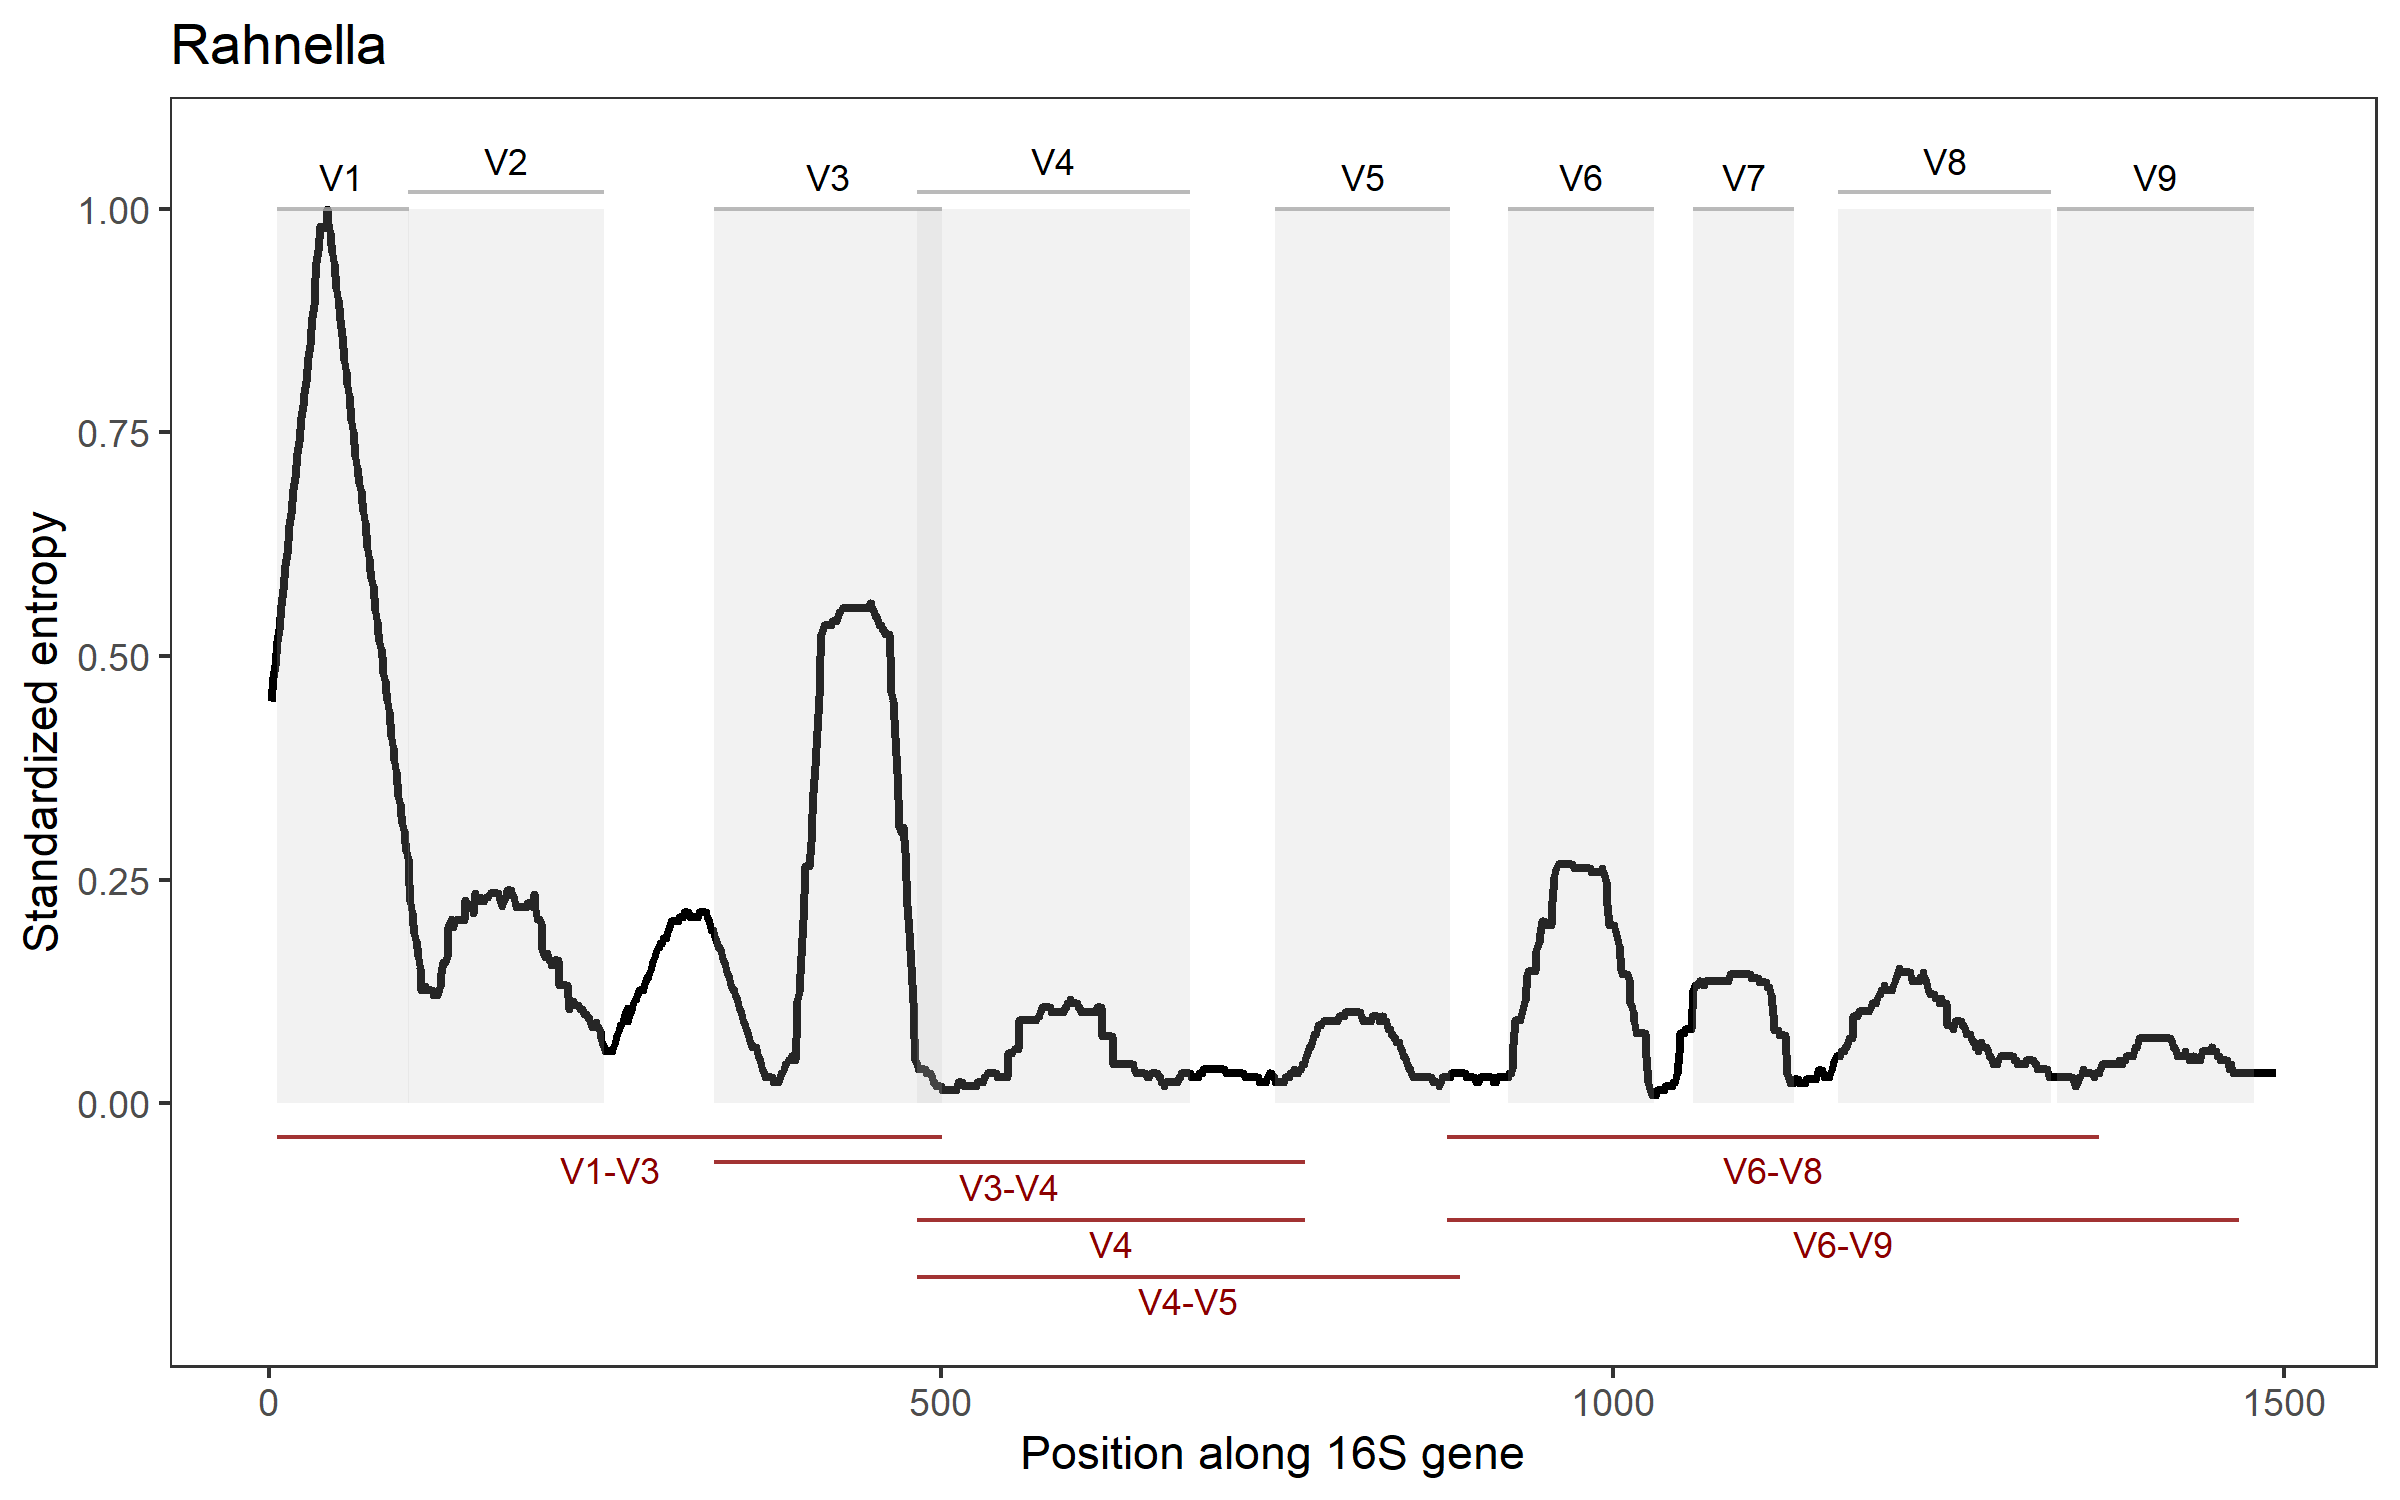 Rahnella
V1 V2 V3 V4 V5 V6 V7 V8 V9
1.00
0.75
0.50
0.25
0.00
Standardized entropy
V1-V3
V6-V8
V3-V4
V4
V6-V9
V4-V5
0 500 1000 1500
Position along 16S gene